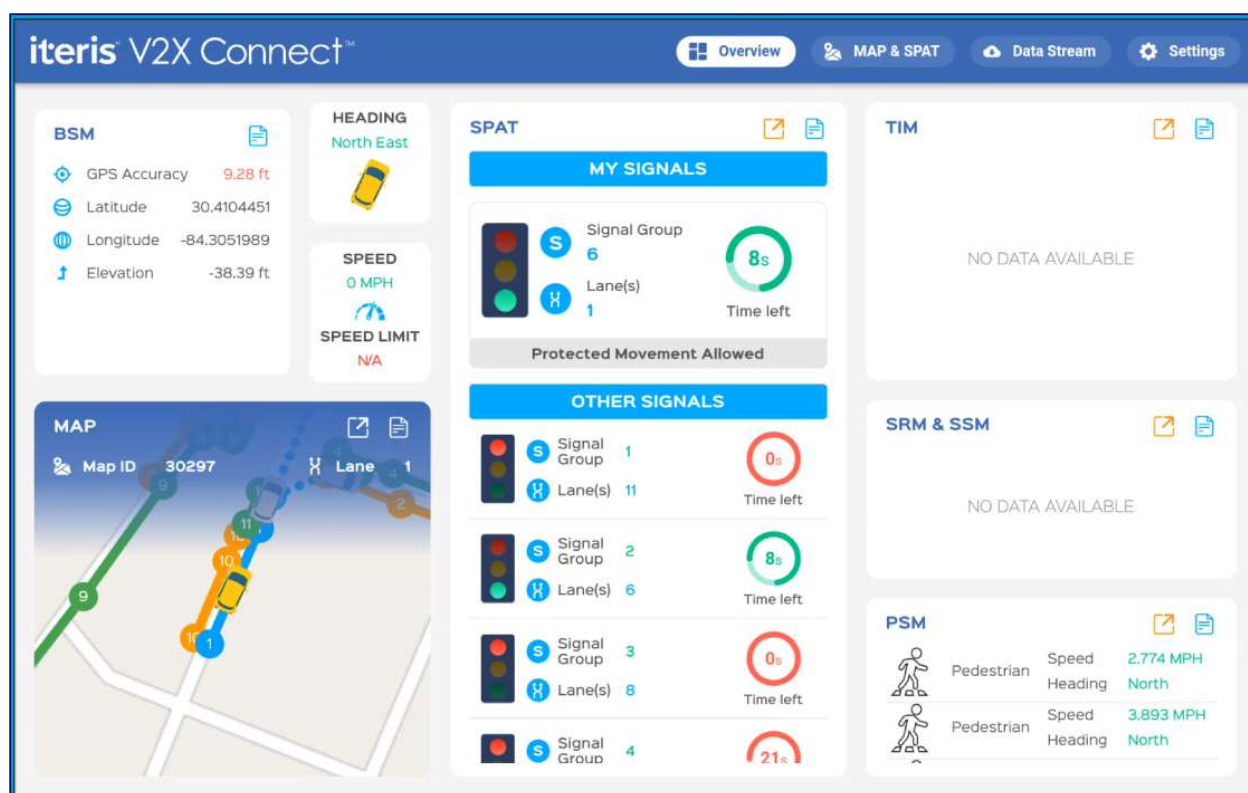 iteris V2X Connect™
Overview
MAP & SPAT
Data Stream
Settings
BSM
GPS Accuracy 9.28 ft
Latitude 30.4104451
Longitude -84.3051989
Elevation -38.39 ft
HEADING
North East
SPEED
0 MPH
SPEED LIMIT
N/A
MAP
Map ID 30297
Lane 1
9
9
11
10
10
1
4
2
SPAT
MY SIGNALS
S
Signal Group
6
Lane(s)
1
8s
Time left
Protected Movement Allowed
OTHER SIGNALS
S
Signal Group 1
Lane(s) 11
0s
Time left
S
Signal Group 2
Lane(s) 6
8s
Time left
S
Signal Group 3
Lane(s) 8
0s
Time left
S
Signal Group 4
21s
TIM
NO DATA AVAILABLE
SRM & SSM
NO DATA AVAILABLE
PSM
Pedestrian
Speed 2.774 MPH
Heading North
Pedestrian
Speed 3.893 MPH
Heading North